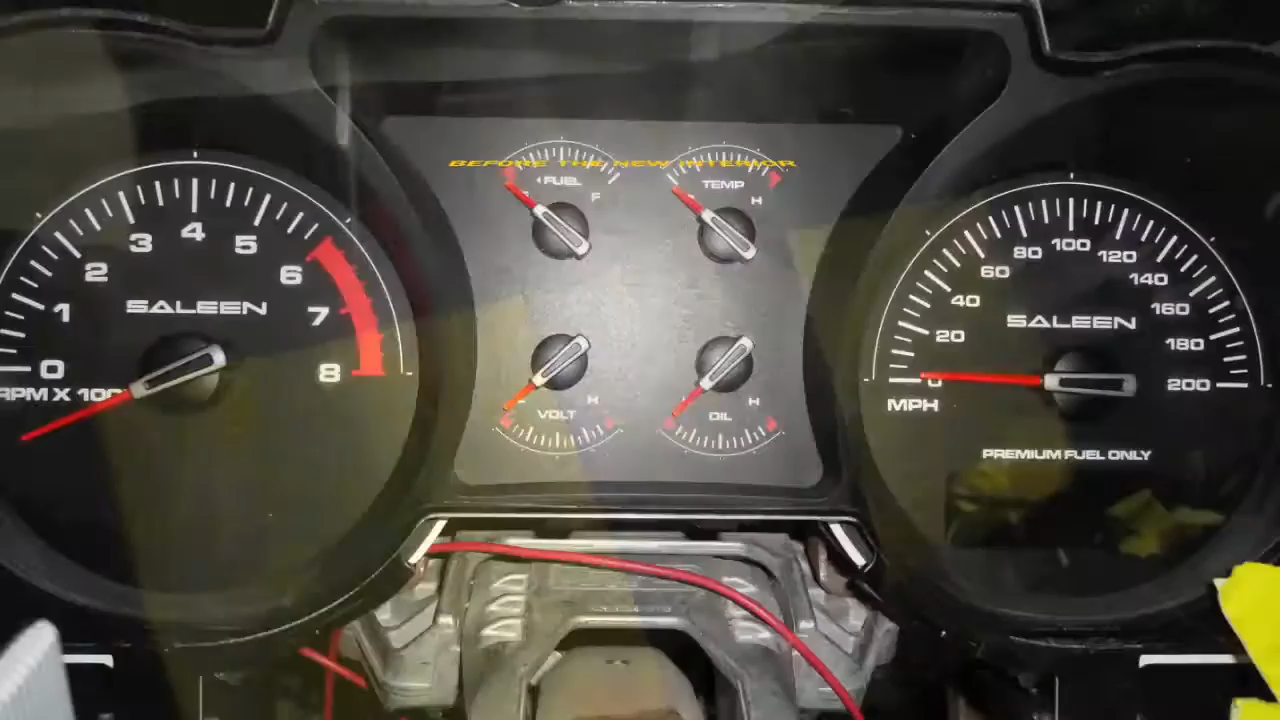 BEFORE THE NEW INTERIOR
FUEL
F
TEMP
H
0 1 2 3 4 5 6 7 8
SALEEN
RPM X 100
H
VOLT
H
OIL
0 20 40 60 80 100 120 140 160 180 200
SALEEN
MPH
PREMIUM FUEL ONLY